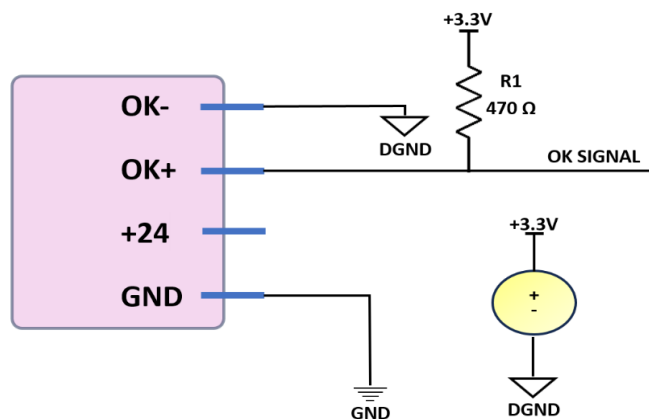 +3.3V
R1
470 Ω
OK-
DGND
OK+
OK SIGNAL
+24
+3.3V
GND
+
-
GND
DGND